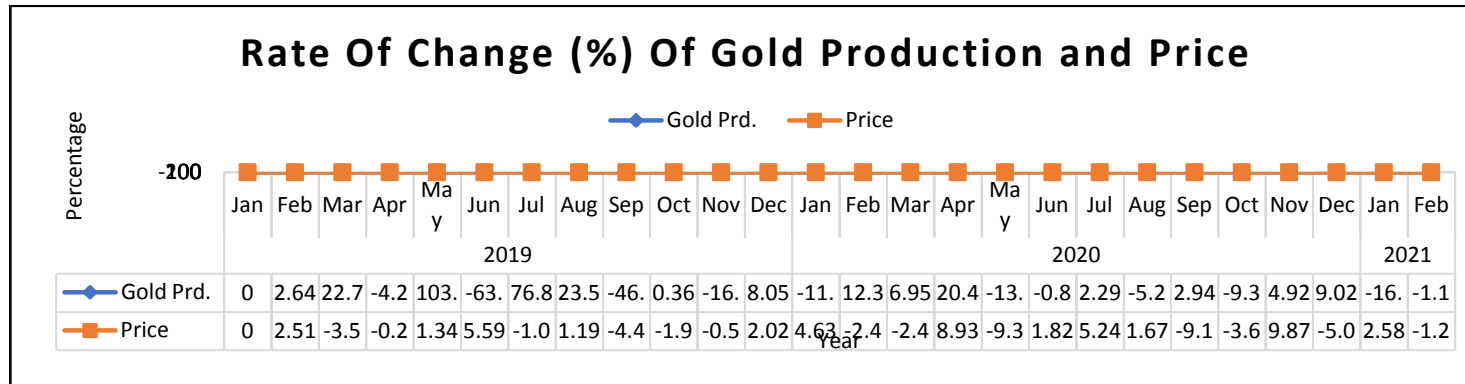 Rate Of Change (%) Of Gold Production and Price
Gold Prd. Price
Percentage
Jan Feb Mar Apr May Jun Jul Aug Sep Oct Nov Dec Jan Feb Mar Apr May Jun Jul Aug Sep Oct Nov Dec Jan Feb
2019 2020 2021
Gold Prd. 0 2.64 22.7 -4.2 103. -63. 76.8 23.5 -46. 0.36 -16. 8.05 -11. 12.3 6.95 20.4 -13. -0.8 2.29 -5.2 2.94 -9.3 4.92 9.02 -16. -1.1
Price 0 2.51 -3.5 -0.2 1.34 5.59 -1.0 1.19 -4.4 -1.9 -0.5 2.02 4.63 -2.4 -2.4 8.93 -9.3 1.82 5.24 1.67 -9.1 -3.6 9.87 -5.0 2.58 -1.2
Year